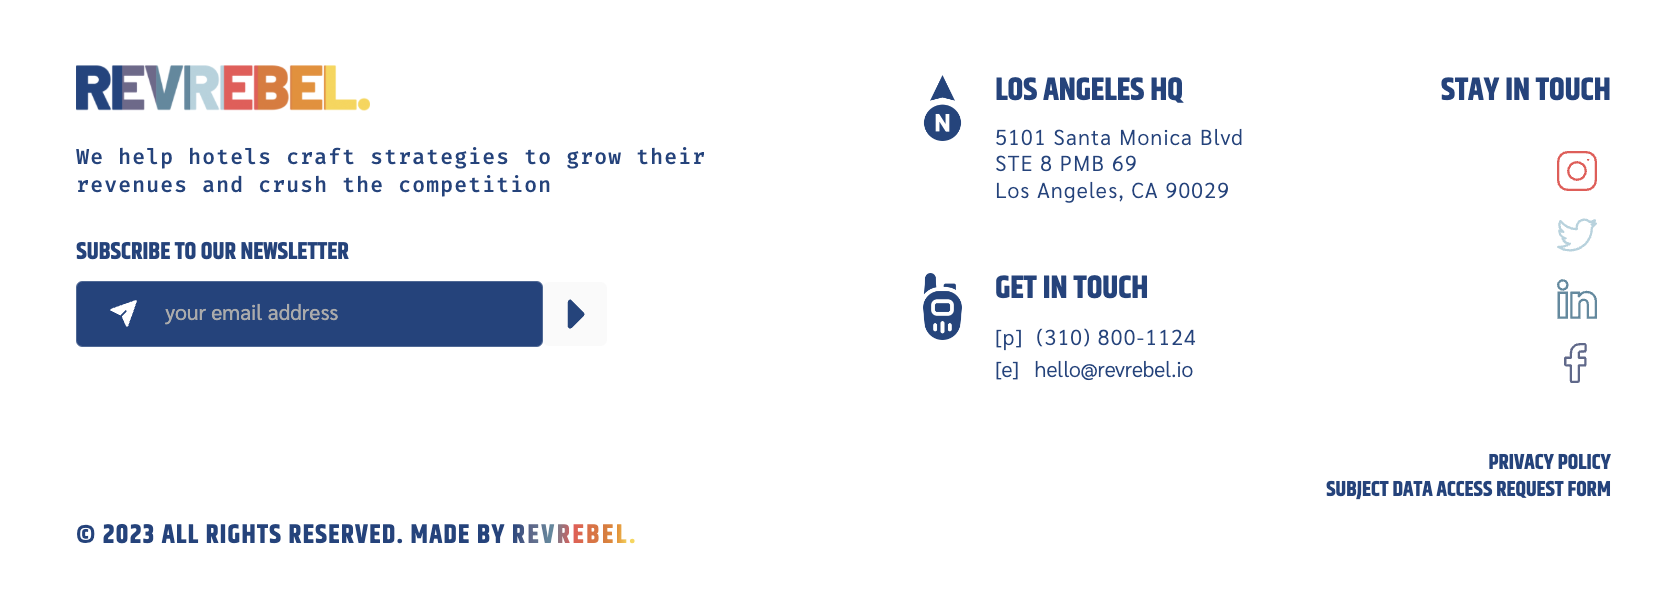 REVREBEL.
We help hotels craft strategies to grow their
revenues and crush the competition
SUBSCRIBE TO OUR NEWSLETTER
your email address
N
LOS ANGELES HQ
5101 Santa Monica Blvd
STE 8 PMB 69
Los Angeles, CA 90029
GET IN TOUCH
[p] (310) 800-1124
[e] hello@revrebel.io
STAY IN TOUCH
in
f
PRIVACY POLICY
SUBJECT DATA ACCESS REQUEST FORM
© 2023 ALL RIGHTS RESERVED. MADE BY REVREBEL.